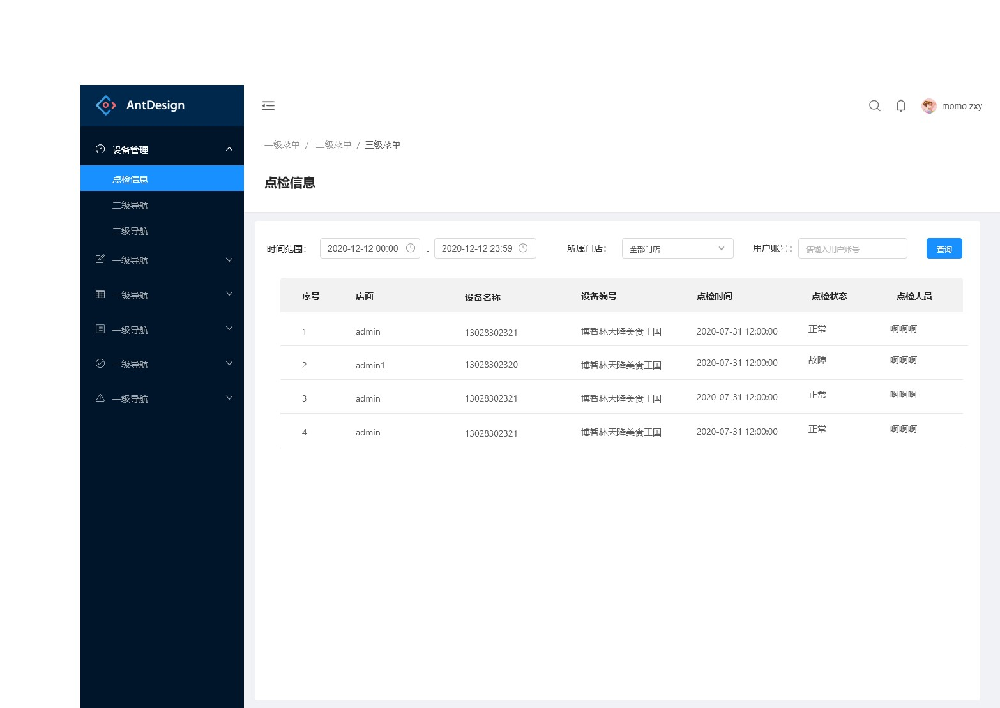 AntDesign
momo.zxy
设备管理
点检信息
二级导航
二级导航
一级导航
一级导航
一级导航
一级导航
一级导航
一级菜单 / 二级菜单 / 三级菜单
点检信息
时间范围： 2020-12-12 00:00 - 2020-12-12 23:59 所属门店： 全部门店 用户账号： 请输入用户账号 查询
序号 店面 设备名称 设备编号 点检时间 点检状态 点检人员
1 admin 13028302321 博智林天降美食王国 2020-07-31 12:00:00 正常 啊啊啊
2 admin1 13028302320 博智林天降美食王国 2020-07-31 12:00:00 故障 啊啊啊
3 admin 13028302321 博智林天降美食王国 2020-07-31 12:00:00 正常 啊啊啊
4 admin 13028302321 博智林天降美食王国 2020-07-31 12:00:00 正常 啊啊啊